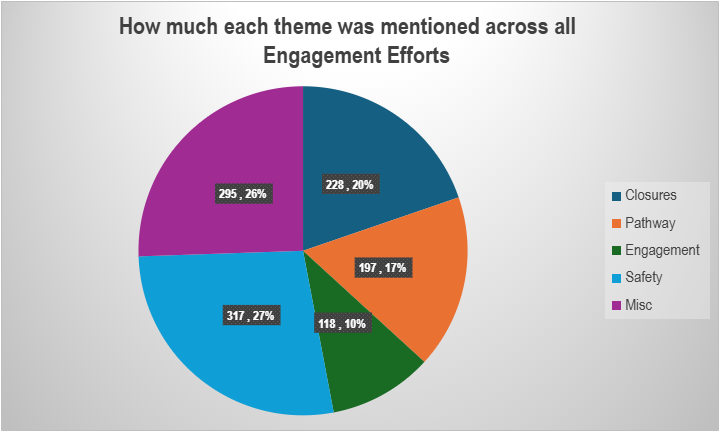 How much each theme was mentioned across all
Engagement Efforts
295 , 26%
228 , 20%
197 , 17%
317 , 27%
118 , 10%
Closures
Pathway
Engagement
Safety
Misc